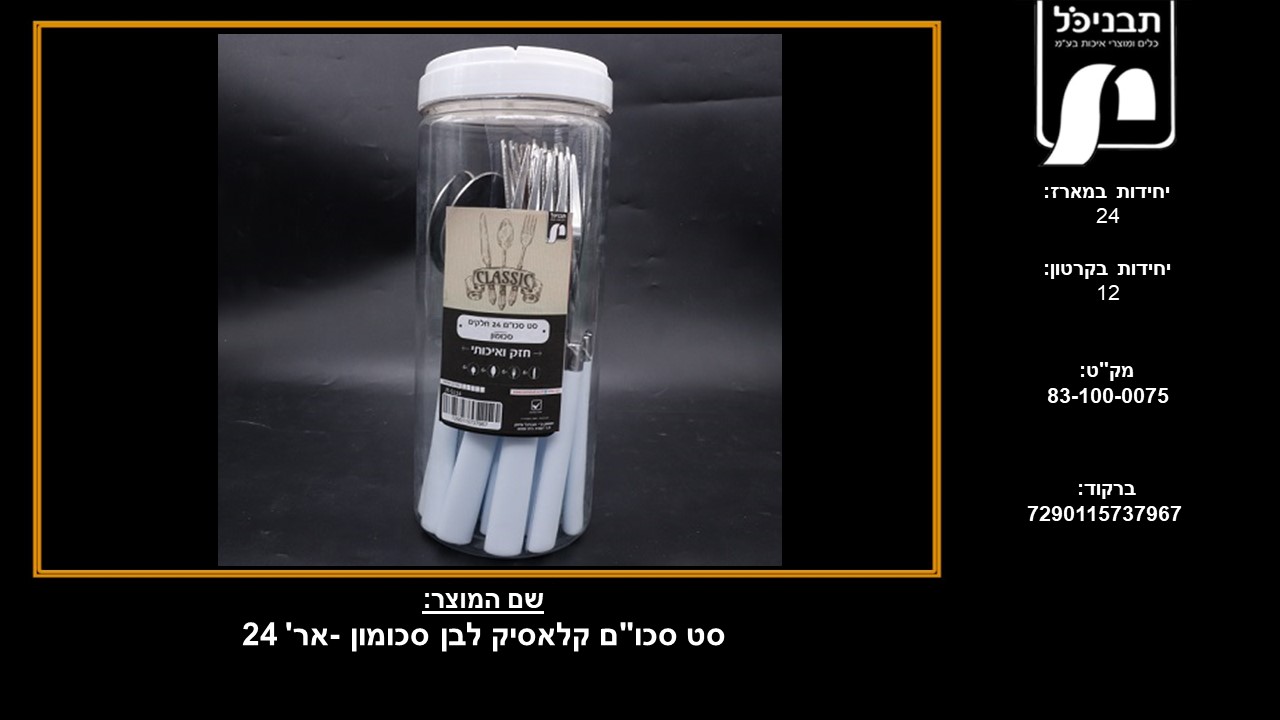 תבניכל
כלים ומוצרי איכות בע"מ
יחידות במארז:
24
יחידות בקרטון:
12
מק"ט:
83-100-0075
ברקוד:
7290115737967
תבניכל
CLASSIC
סט סכו"ם 24 חלקים
סכומון
חזק ואיכותי
שם המוצר:
סט סכו"ם קלאסיק לבן סכומון -אר' 24